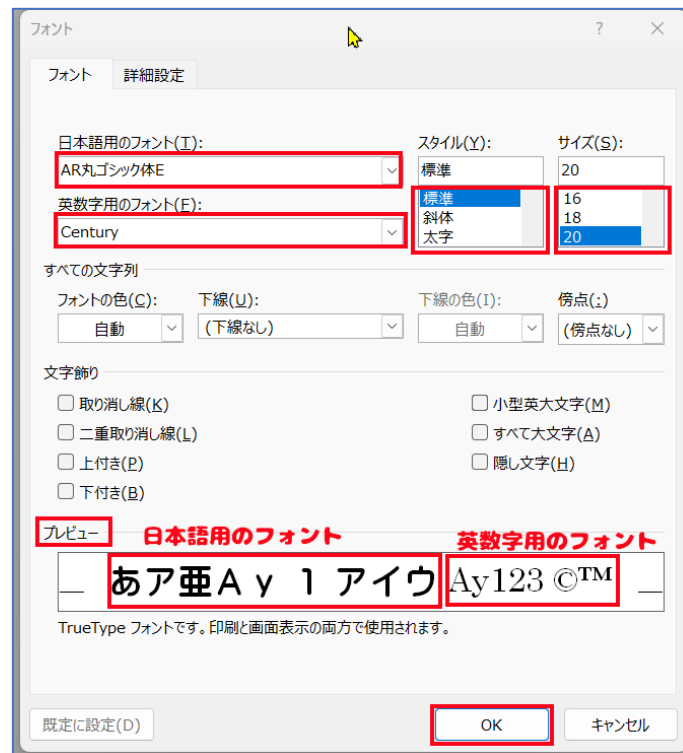 フォント ? ×
フォント 詳細設定
日本語用のフォント(T): スタイル(Y): サイズ(S):
AR丸ゴシック体E 標準 20
英数字用のフォント(F): 標準 16
Century 斜体 18
太字 20
すべての文字列
フォントの色(C): 下線(U): 下線の色(I): 傍点(:)
自動 (下線なし) 自動 (傍点なし)
文字飾り
取り消し線(K) 小型英大文字(M)
二重取り消し線(L) すべて大文字(A)
上付き(P) 隠し文字(H)
下付き(B)
プレビュー 日本語用のフォント 英数字用のフォント
あア亜Ａｙ１アイウ Ay123 ©™
TrueType フォントです。印刷と画面表示の両方で使用されます。
既定に設定(D) OK キャンセル